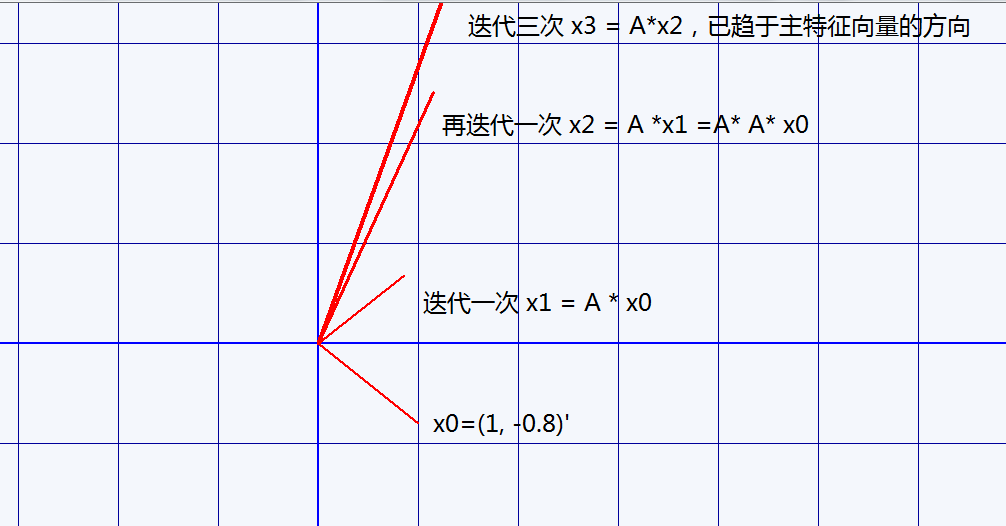 迭代三次 x3 = A*x2，已趋于主特征向量的方向
再迭代一次 x2 = A *x1 =A* A* x0
迭代一次 x1 = A * x0
x0=(1, -0.8)'